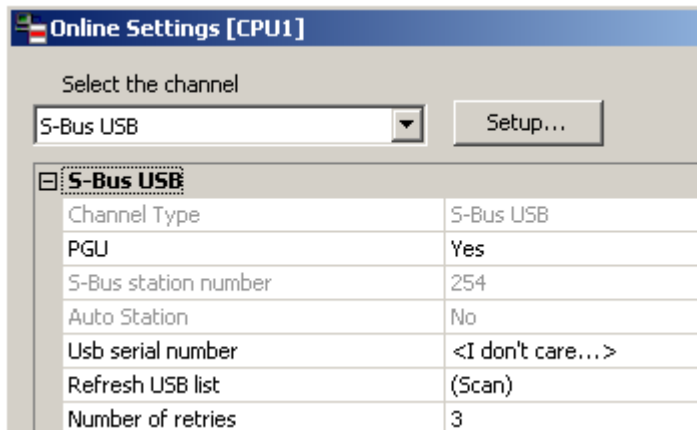 Online Settings [CPU1]
Select the channel
S-Bus USB Setup...
S-Bus USB
Channel Type S-Bus USB
PGU Yes
S-Bus station number 254
Auto Station No
Usb serial number <I don't care...>
Refresh USB list (Scan)
Number of retries 3